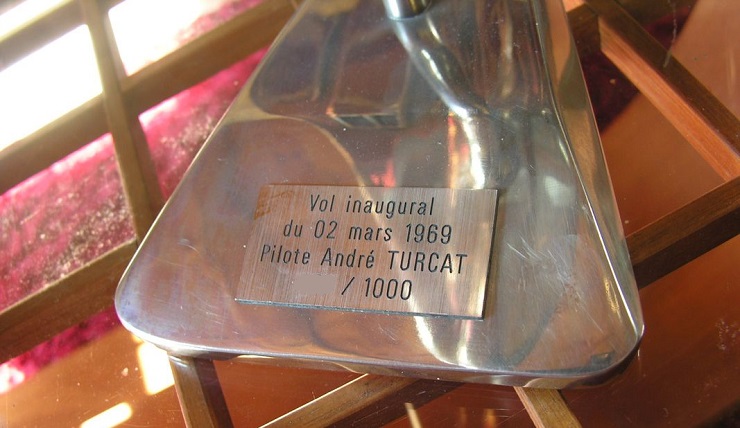 Vol inaugural
du 02 mars 1969
Pilote André TURCAT
/ 1000